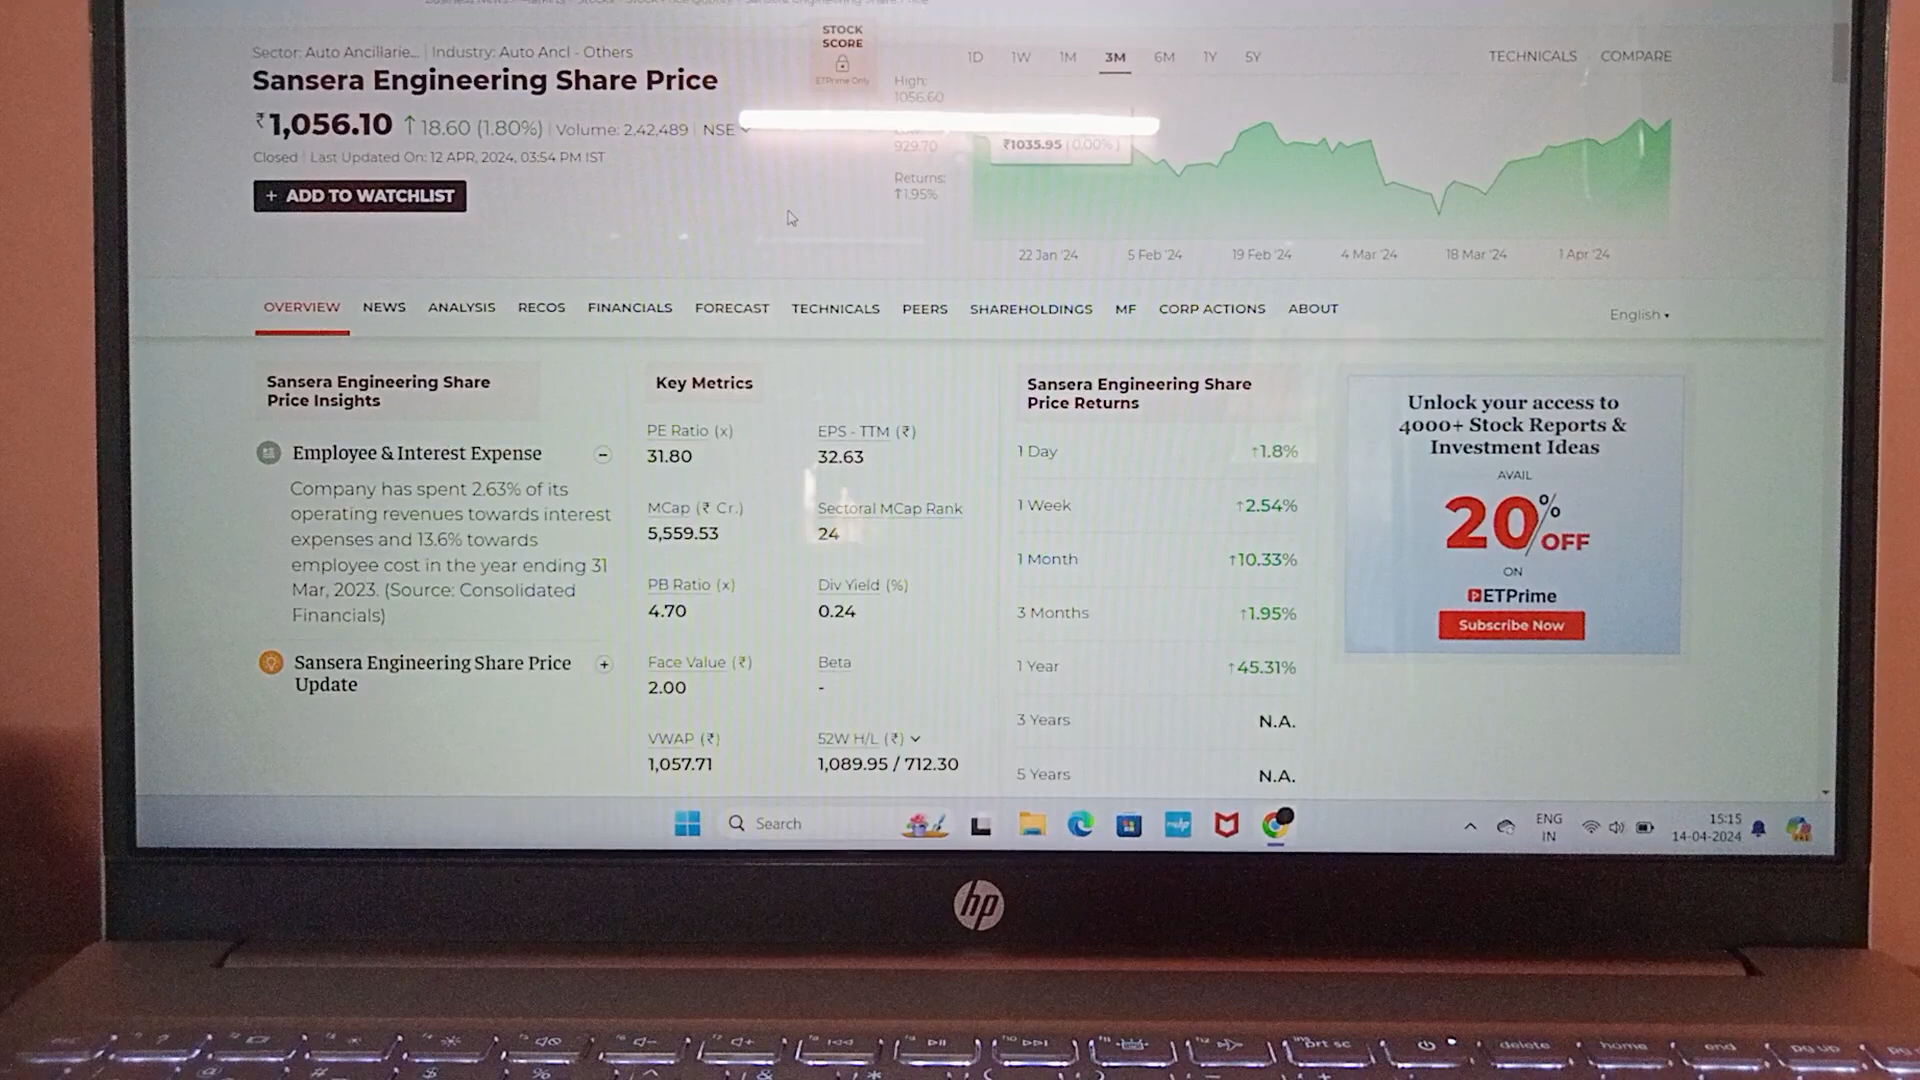 STOCK
SCORE
ETPrime Only
Sector: Auto Ancillarie... | Industry: Auto Ancl - Others
Sansera Engineering Share Price
₹1,056.10 ↑ 18.60 (1.80%) | Volume: 2,42,489 | NSE
Closed | Last Updated On: 12 APR, 2024, 03:54 PM IST
+ ADD TO WATCHLIST
1D 1W 1M 3M 6M 1Y 5Y
TECHNICALS COMPARE
High:
1056.60
929.70
Returns:
↑1.95%
₹1035.95 (0.00%)
22 Jan '24 5 Feb '24 19 Feb '24 4 Mar '24 18 Mar '24 1 Apr '24
OVERVIEW NEWS ANALYSIS RECOS FINANCIALS FORECAST TECHNICALS PEERS SHAREHOLDINGS MF CORP ACTIONS ABOUT
English
Sansera Engineering Share
Price Insights
Employee & Interest Expense
Company has spent 2.63% of its
operating revenues towards interest
expenses and 13.6% towards
employee cost in the year ending 31
Mar, 2023. (Source: Consolidated
Financials)
Sansera Engineering Share Price
Update
Key Metrics
PE Ratio (x) EPS - TTM (₹)
31.80 32.63
MCap (₹ Cr.) Sectoral MCap Rank
5,559.53 24
PB Ratio (x) Div Yield (%)
4.70 0.24
Face Value (₹) Beta
2.00 -
VWAP (₹) 52W H/L (₹)
1,057.71 1,089.95 / 712.30
Sansera Engineering Share
Price Returns
1 Day ↑1.8%
1 Week ↑2.54%
1 Month ↑10.33%
3 Months ↑1.95%
1 Year ↑45.31%
3 Years N.A.
5 Years N.A.
Unlock your access to
4000+ Stock Reports &
Investment Ideas
AVAIL
20% OFF
ON
ETPrime
Subscribe Now
Search
ENG
IN
15:15
14-04-2024
hp
prt sc
delete home end pg up